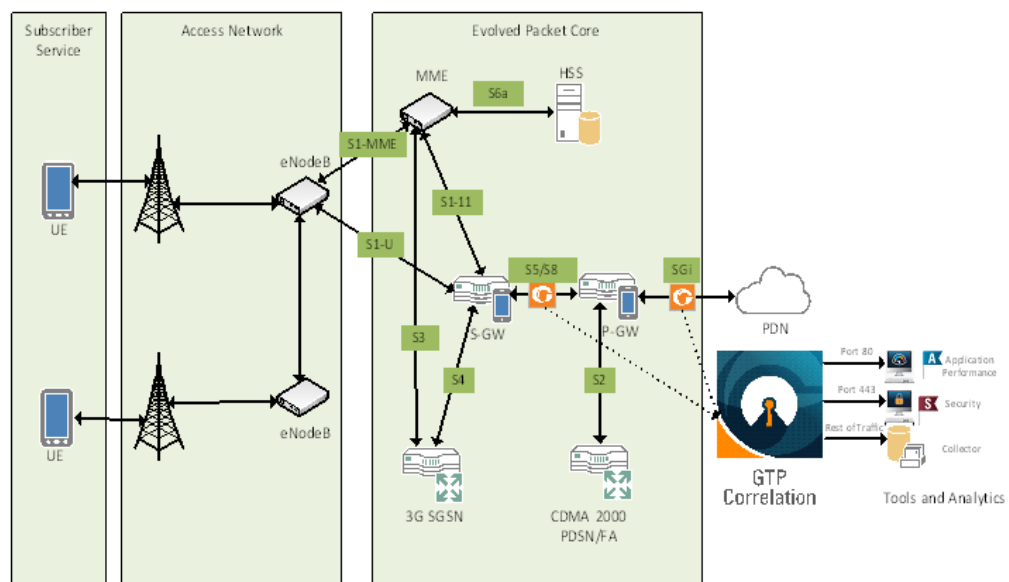 Subscriber
Service
Access Network
Evolved Packet Core
MME
HSS
S6a
S1-MME
eNodeB
UE
S1-11
S1-U
S5/S8
SGi
S-GW
P-GW
PDN
S3
S4
S2
Port 80
A
Application
Performance
Port 443
S
Security
Rest of Traffic
Collector
eNodeB
UE
GTP
Correlation
Tools and Analytics
3G SGSN
CDMA 2000
PDSN/FA